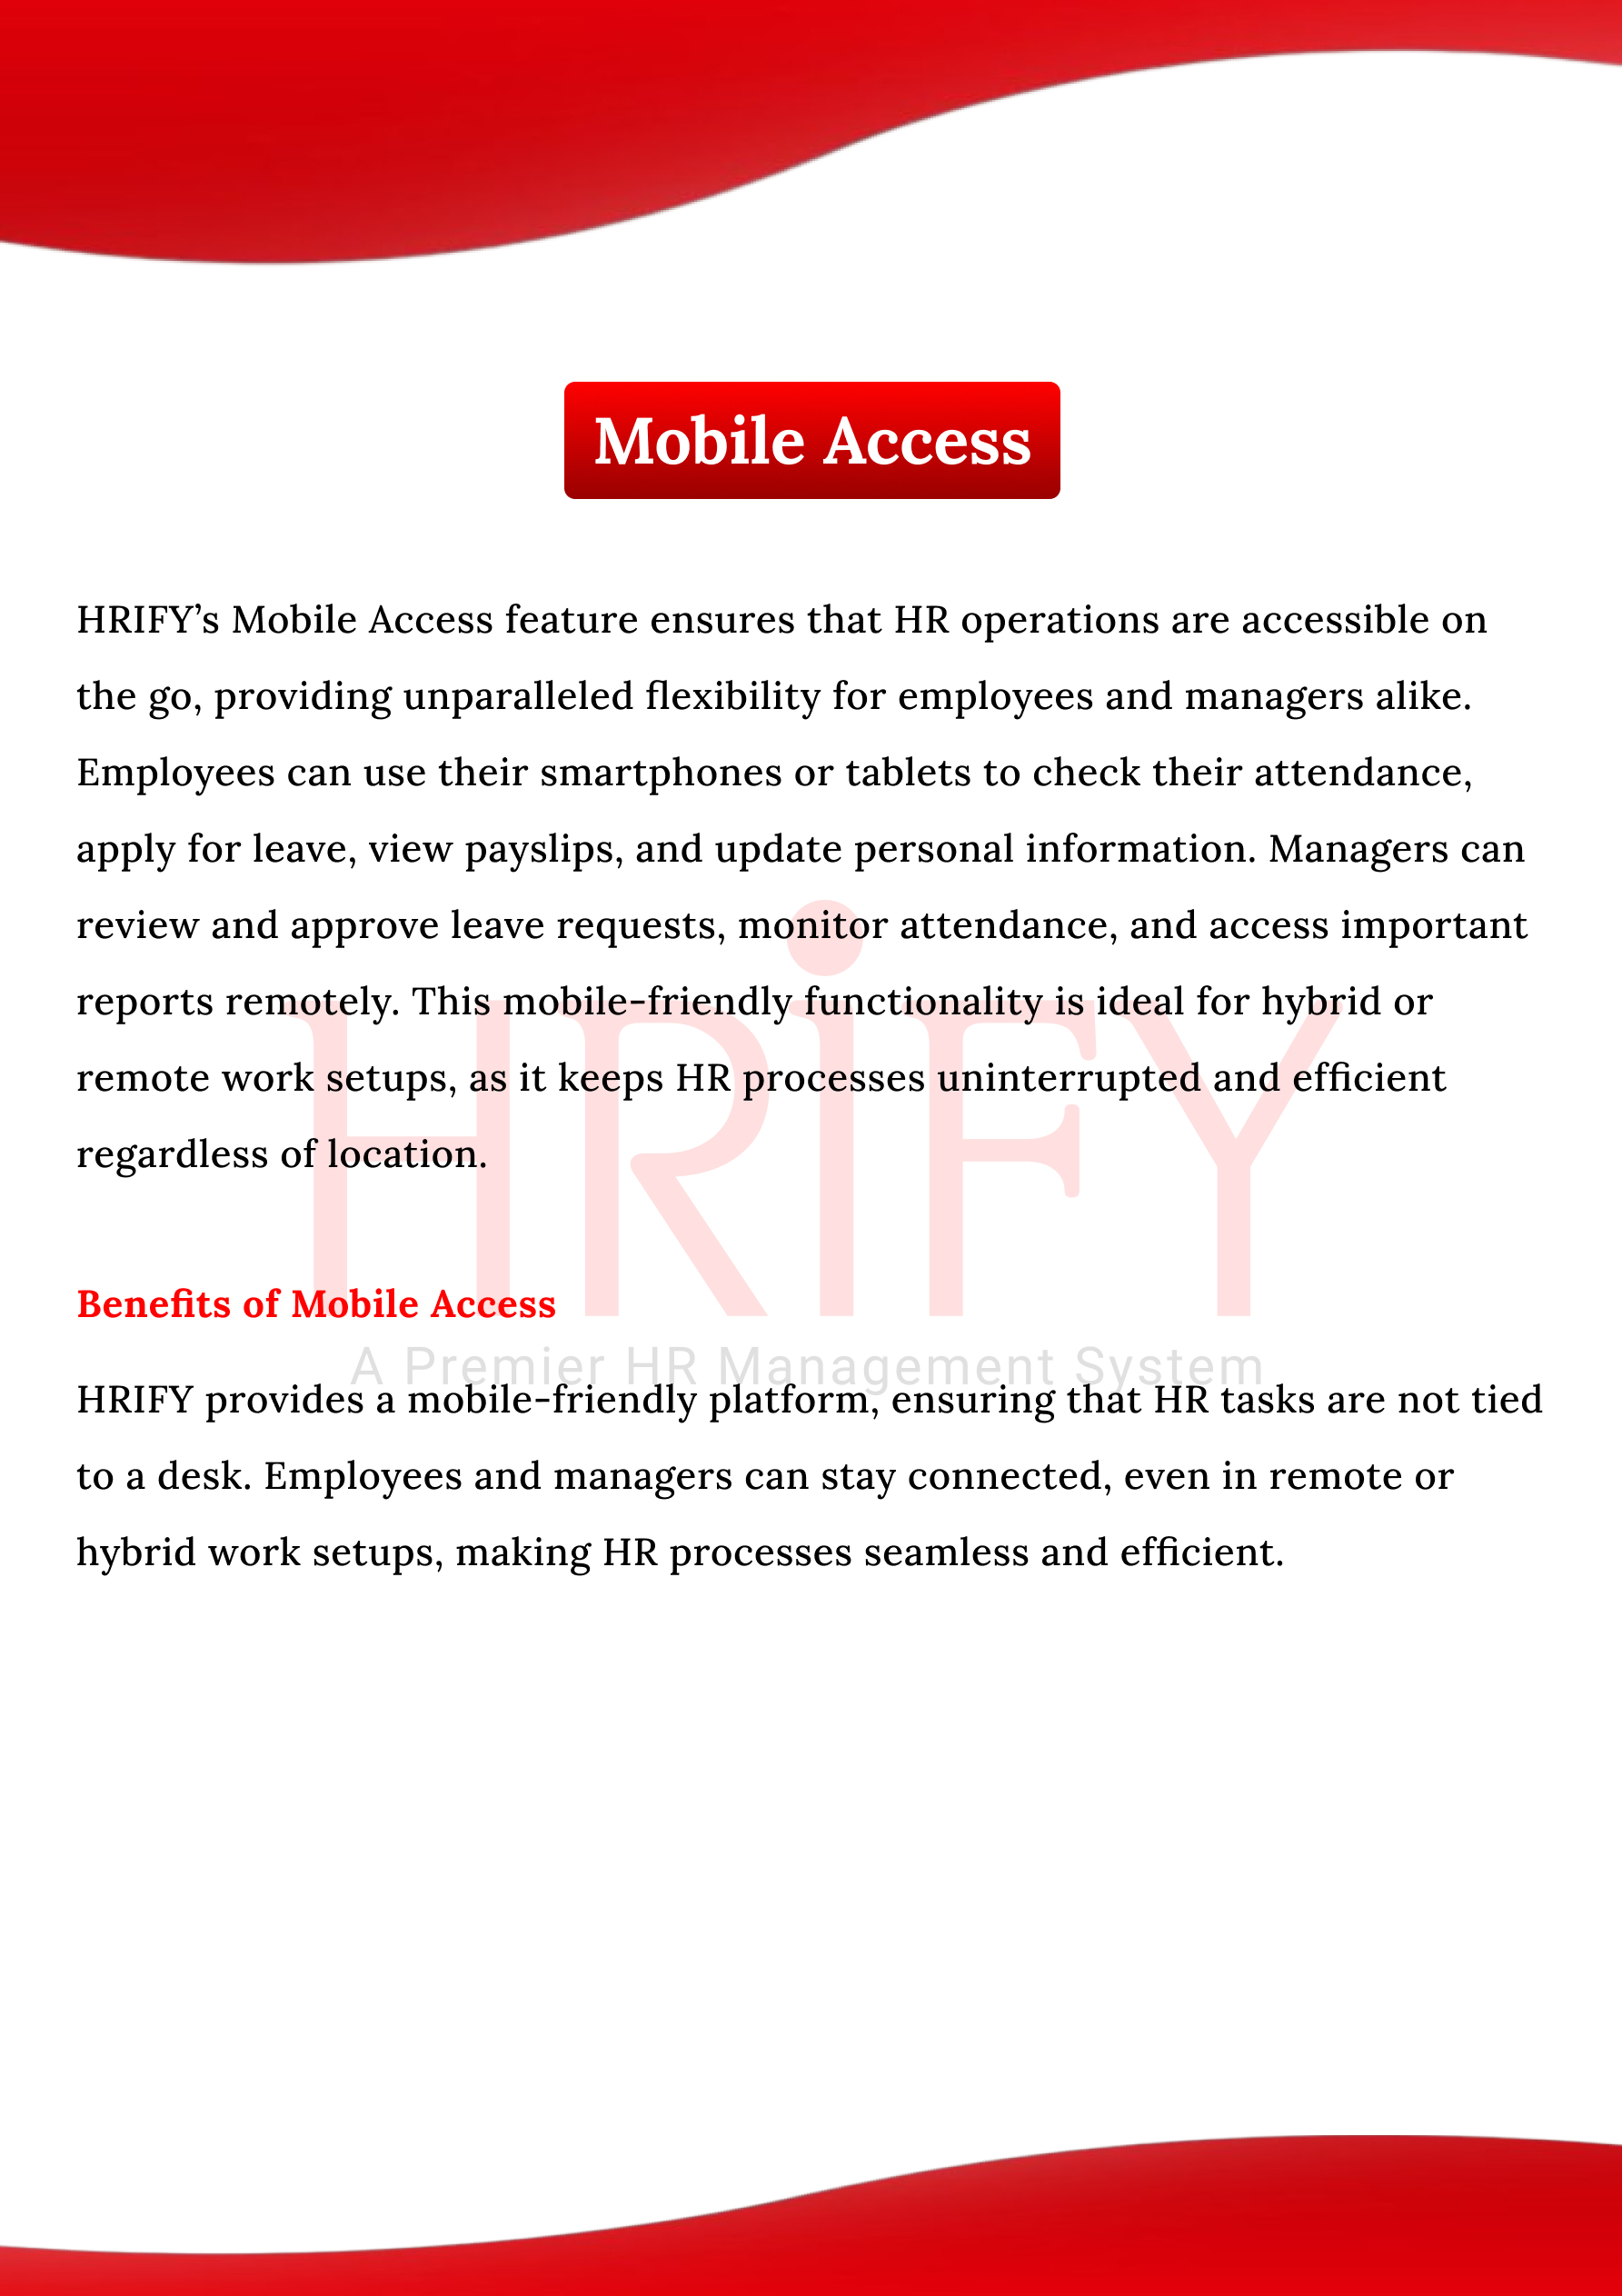 Mobile Access
HRIFY’s Mobile Access feature ensures that HR operations are accessible on
the go, providing unparalleled flexibility for employees and managers alike.
Employees can use their smartphones or tablets to check their attendance,
apply for leave, view payslips, and update personal information. Managers can
review and approve leave requests, monitor attendance, and access important
reports remotely. This mobile-friendly functionality is ideal for hybrid or
remote work setups, as it keeps HR processes uninterrupted and efficient
regardless of location.
HRiFY
Benefits of Mobile Access
A Premier HR Management System
HRIFY provides a mobile-friendly platform, ensuring that HR tasks are not tied
to a desk. Employees and managers can stay connected, even in remote or
hybrid work setups, making HR processes seamless and efficient.